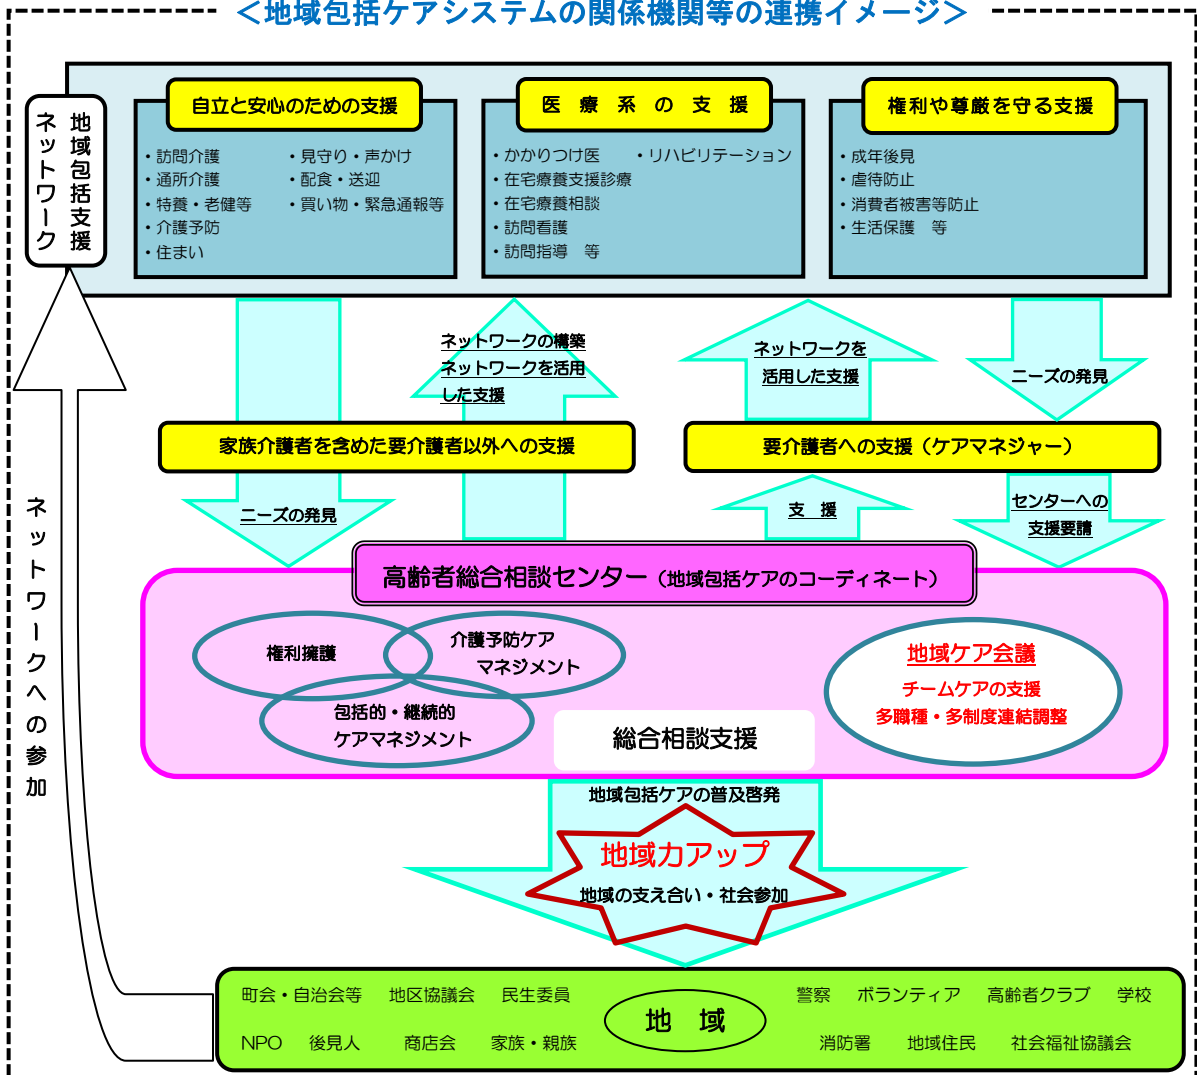 ＜地域包括ケアシステムの関係機関等の連携イメージ＞
地域包括支援
ネットワーク
自立と安心のための支援
・訪問介護
・通所介護
・特養・老健等
・介護予防
・住まい
・見守り・声かけ
・配食・送迎
・買い物・緊急通報等
医療系の支援
・かかりつけ医
・在宅療養支援診療
・在宅療養相談
・訪問看護
・訪問指導　等
・リハビリテーション
権利や尊厳を守る支援
・成年後見
・虐待防止
・消費者被害等防止
・生活保護　等
ネットワークの構築
ネットワークを活用
した支援
ネットワークを
活用した支援
ニーズの発見
家族介護者を含めた要介護者以外への支援
要介護者への支援（ケアマネジャー）
ニーズの発見
支　援
センターへの
支援要請
高齢者総合相談センター（地域包括ケアのコーディネート）
権利擁護
介護予防ケア
マネジメント
包括的・継続的
ケアマネジメント
総合相談支援
地域ケア会議
チームケアの支援
多職種・多制度連結調整
ネットワークへの参加
地域包括ケアの普及啓発
地域力アップ
地域の支え合い・社会参加
町会・自治会等　地区協議会　民生委員
NPO　後見人　商店会　家族・親族
地　域
警察　ボランティア　高齢者クラブ　学校
消防署　地域住民　社会福祉協議会